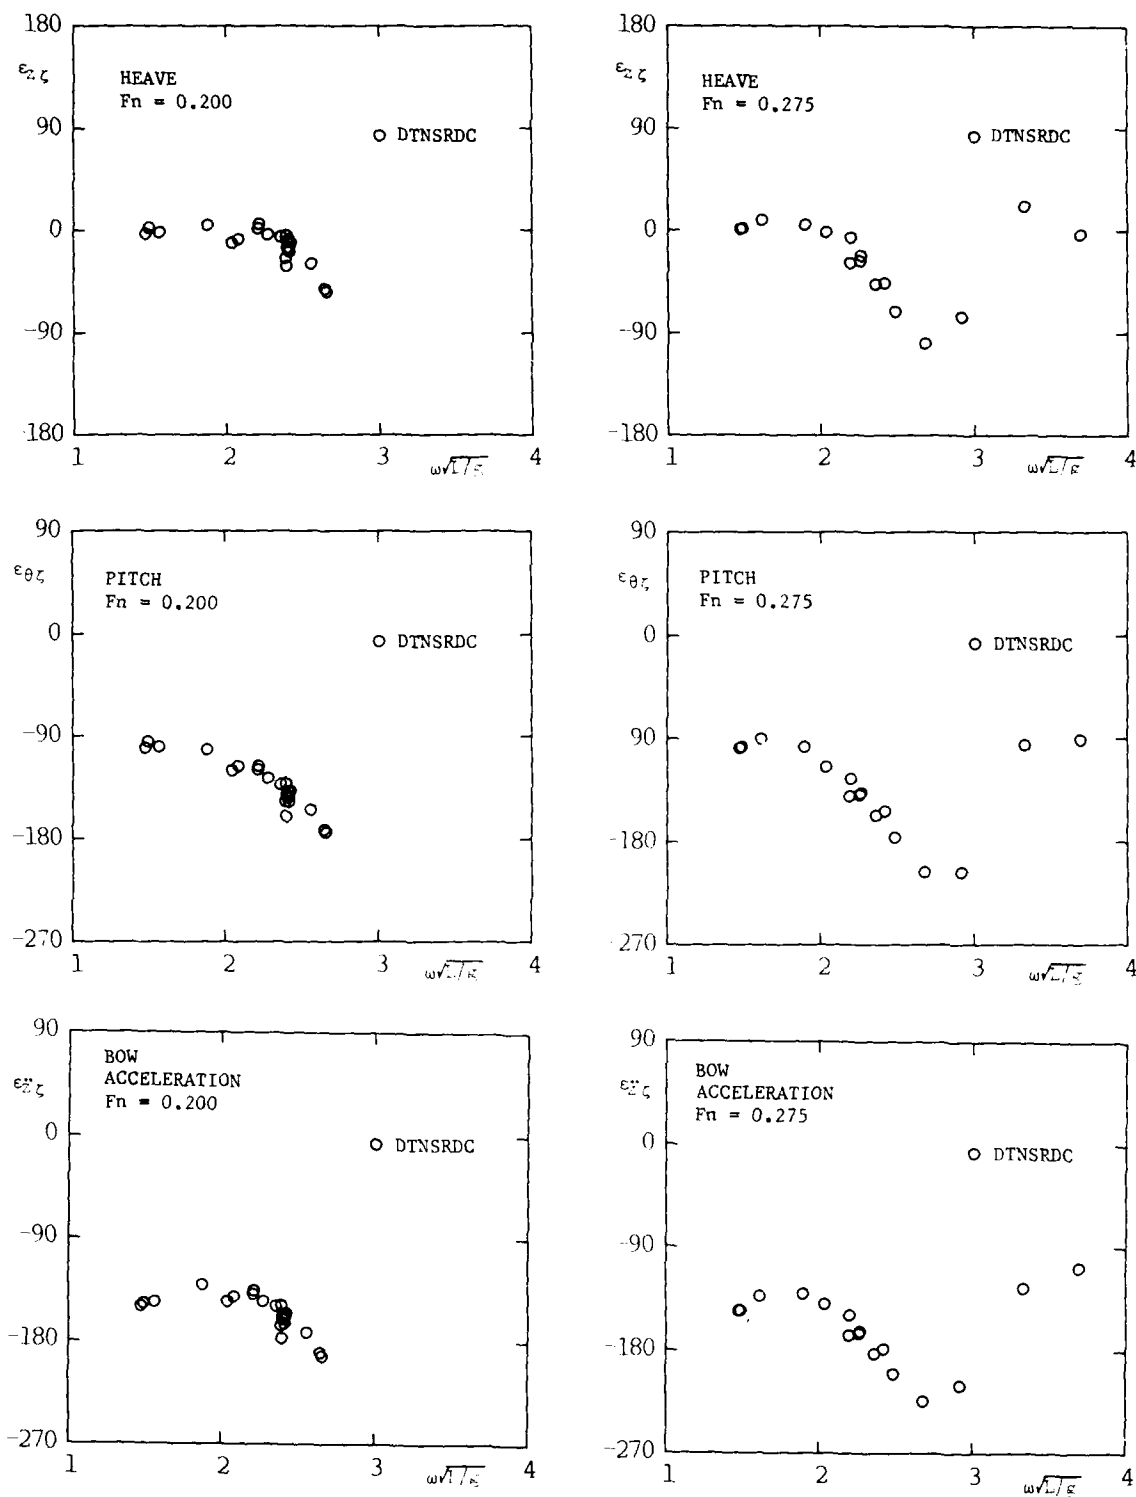 180
εzζ
HEAVE
Fn = 0.200
90
DTNSRDC
0
-90
-180
1
2
3
4
180
εzζ
HEAVE
Fn = 0.275
90
DTNSRDC
0
-90
-180
1
2
3
4
90
εθζ
PITCH
Fn = 0.200
0
DTNSRDC
-90
-180
-270
1
2
3
4
90
εθζ
PITCH
Fn = 0.275
0
DTNSRDC
90
-180
270
1
2
3
4
90
BOW
ACCELERATION
Fn = 0.200
0
DTNSRDC
-90
-180
-270
1
2
3
4
90
BOW
ACCELERATION
Fn = 0.275
0
DTNSRDC
-90
-180
-270
1
2
3
4